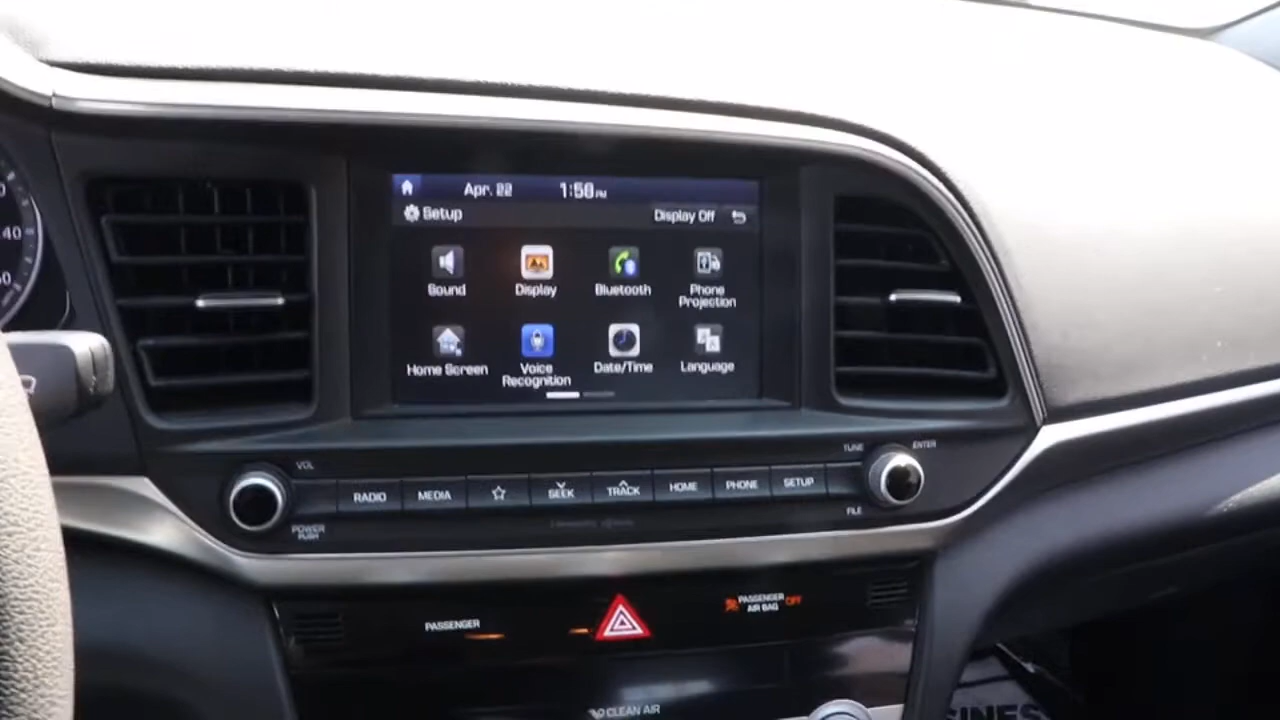 Apr. 22 1:50 PM
Setup Display Off
Sound Display Bluetooth Phone
Projection
Home Screen Voice
Recognition Date/Time Language
40
VOL
TUNE ENTER
RADIO MEDIA SEEK TRACK HOME PHONE SETUP
FILE
POWER
PUSH
PASSENGER
PASSENGER
AIR BAG OFF
CLEAN AIR